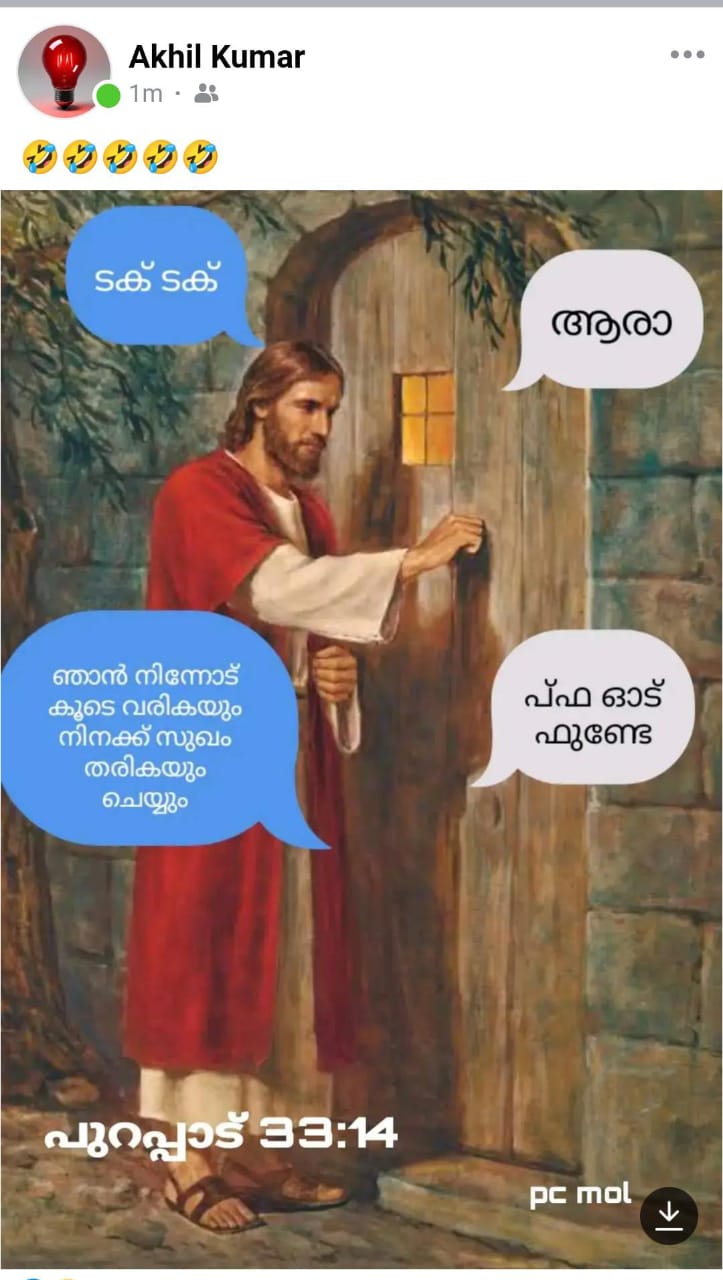 Akhil Kumar
1m
ടക് ടക്
ആരാ
ഞാൻ നിന്നോട്
കൂടെ വരികയും
നിനക്ക് സുഖം
തരികയും
ചെയ്യും
പ്ഫ ഓട്
ഫുണ്ടേ
പുറപ്പാട് 33:14
pc mol